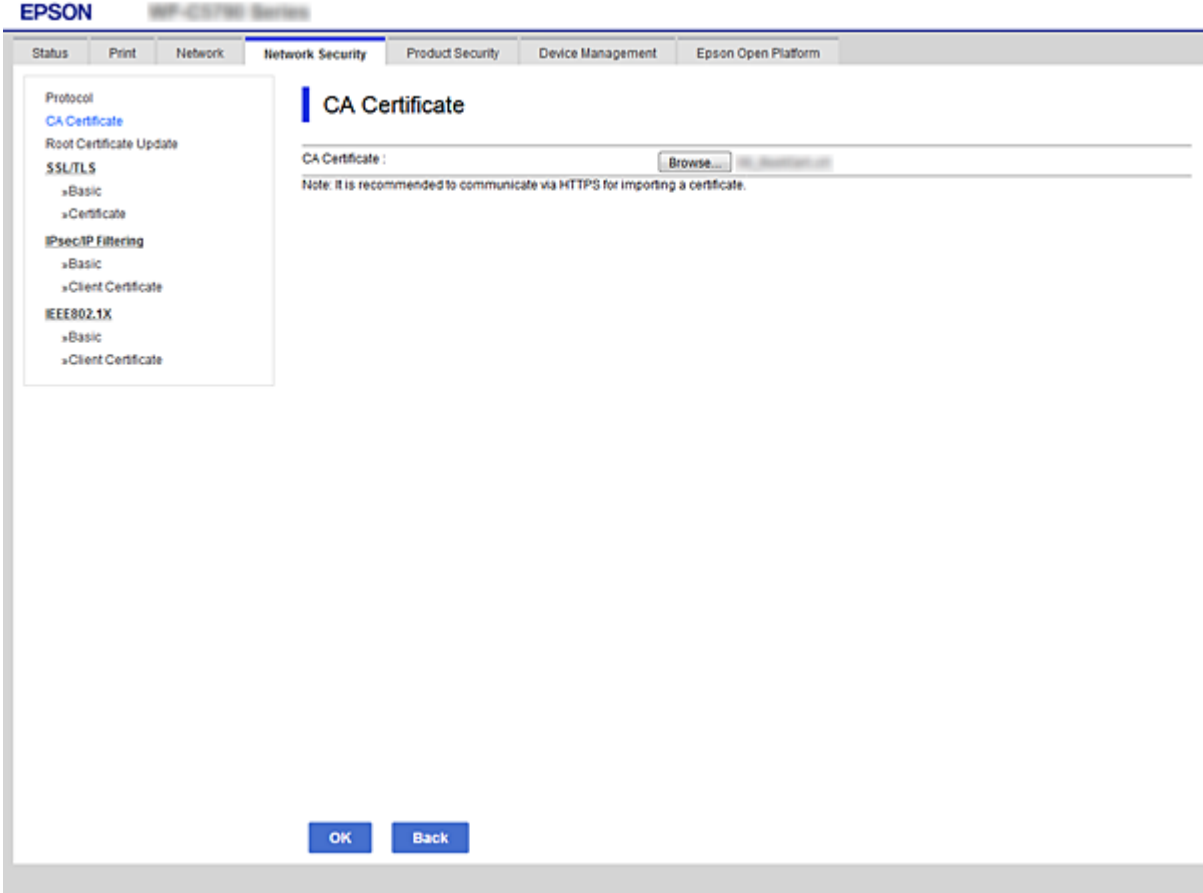 EPSON
Status Print Network Network Security Product Security Device Management Epson Open Platform
Protocol
CA Certificate
Root Certificate Update
SSL/TLS
»Basic
»Certificate
IPsec/IP Filtering
»Basic
»Client Certificate
IEEE802.1X
»Basic
»Client Certificate
CA Certificate
CA Certificate : Browse...
Note: It is recommended to communicate via HTTPS for importing a certificate.
OK Back